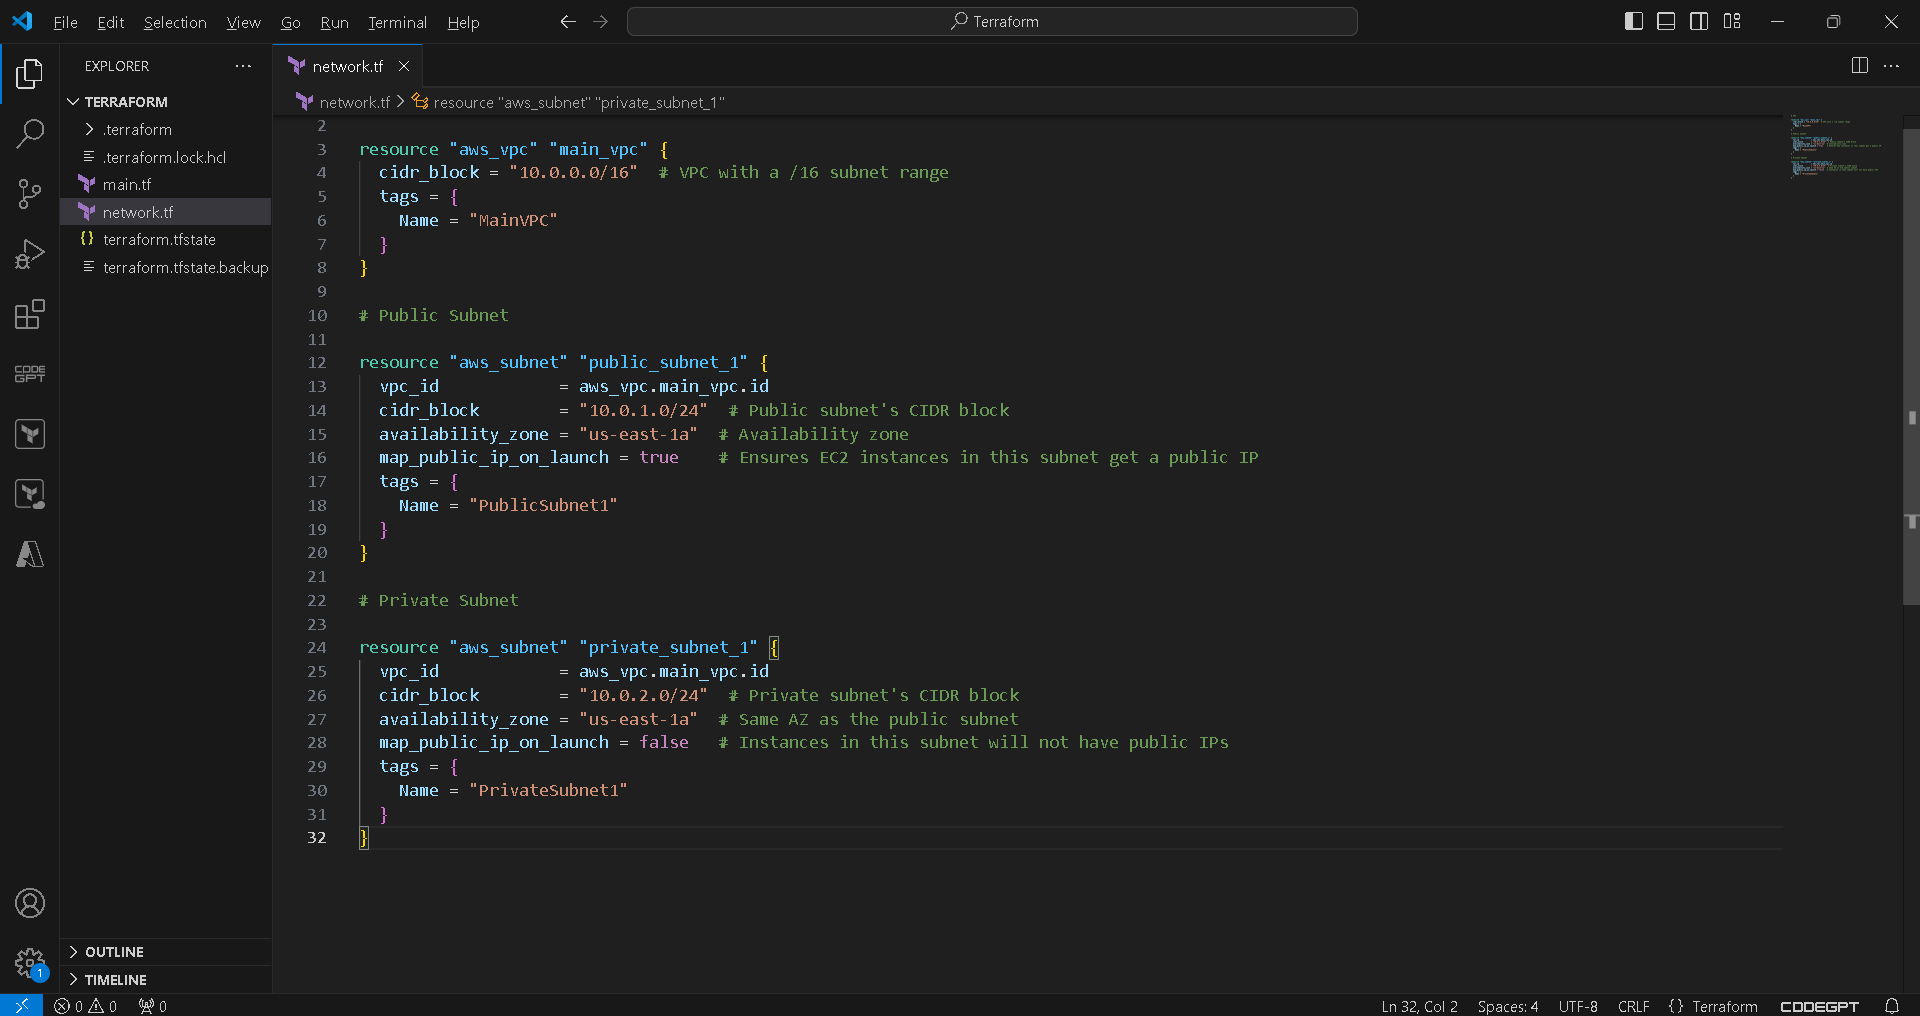 File Edit Selection View Go Run Terminal Help Terraform
EXPLORER
TERRAFORM
.terraform
.terraform.lock.hcl
main.tf
network.tf
terraform.tfstate
terraform.tfstate.backup
OUTLINE
TIMELINE
CODE GPT
1
network.tf
network.tf > resource "aws_subnet" "private_subnet_1"
2
3 resource "aws_vpc" "main_vpc" {
4 cidr_block = "10.0.0.0/16" # VPC with a /16 subnet range
5 tags = {
6 Name = "MainVPC"
7 }
8 }
9
10 # Public Subnet
11
12 resource "aws_subnet" "public_subnet_1" {
13 vpc_id = aws_vpc.main_vpc.id
14 cidr_block = "10.0.1.0/24" # Public subnet's CIDR block
15 availability_zone = "us-east-1a" # Availability zone
16 map_public_ip_on_launch = true # Ensures EC2 instances in this subnet get a public IP
17 tags = {
18 Name = "PublicSubnet1"
19 }
20 }
21
22 # Private Subnet
23
24 resource "aws_subnet" "private_subnet_1" {
25 vpc_id = aws_vpc.main_vpc.id
26 cidr_block = "10.0.2.0/24" # Private subnet's CIDR block
27 availability_zone = "us-east-1a" # Same AZ as the public subnet
28 map_public_ip_on_launch = false # Instances in this subnet will not have public IPs
29 tags = {
30 Name = "PrivateSubnet1"
31 }
32 }
0 0 0 Ln 32, Col 2 Spaces: 4 UTF-8 CRLF {} Terraform CODEGPT